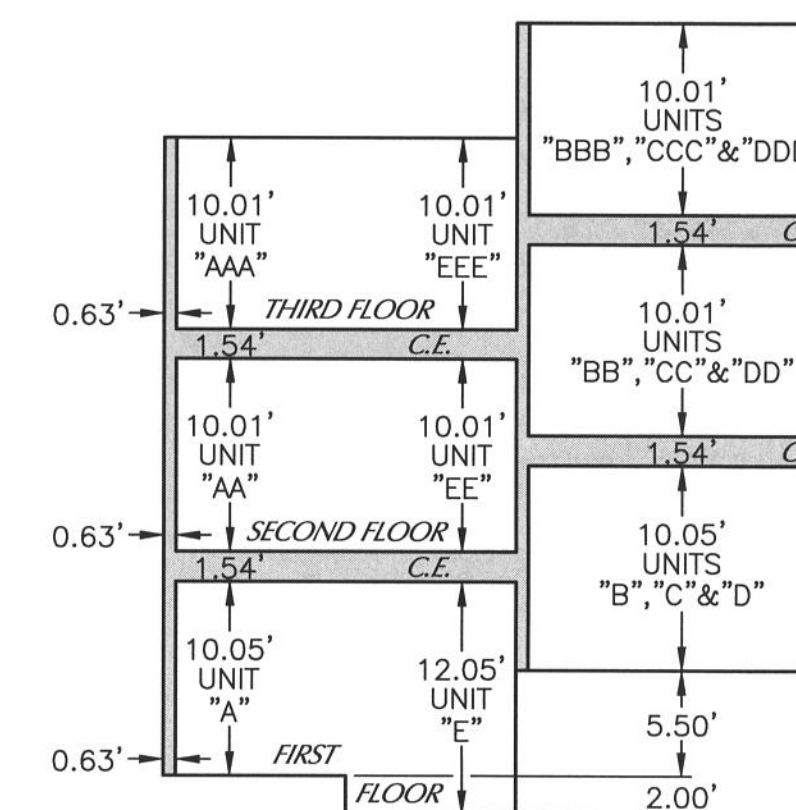 10.01'
UNITS
"BBB","CCC"&"DDD
10.01'
UNIT
"AAA"
10.01'
UNIT
"EEE"
1.54'
0.63'
THIRD FLOOR
1.54'
C.E.
10.01'
UNITS
"BB","CC"&"DD"
10.01'
UNIT
"AA"
10.01'
UNIT
"EE"
1.54'
0.63'
SECOND FLOOR
1.54'
C.E.
10.05'
UNITS
"B","C"&"D"
10.05'
UNIT
"A"
12.05'
UNIT
"E"
5.50'
0.63'
FIRST
FLOOR
2.00'